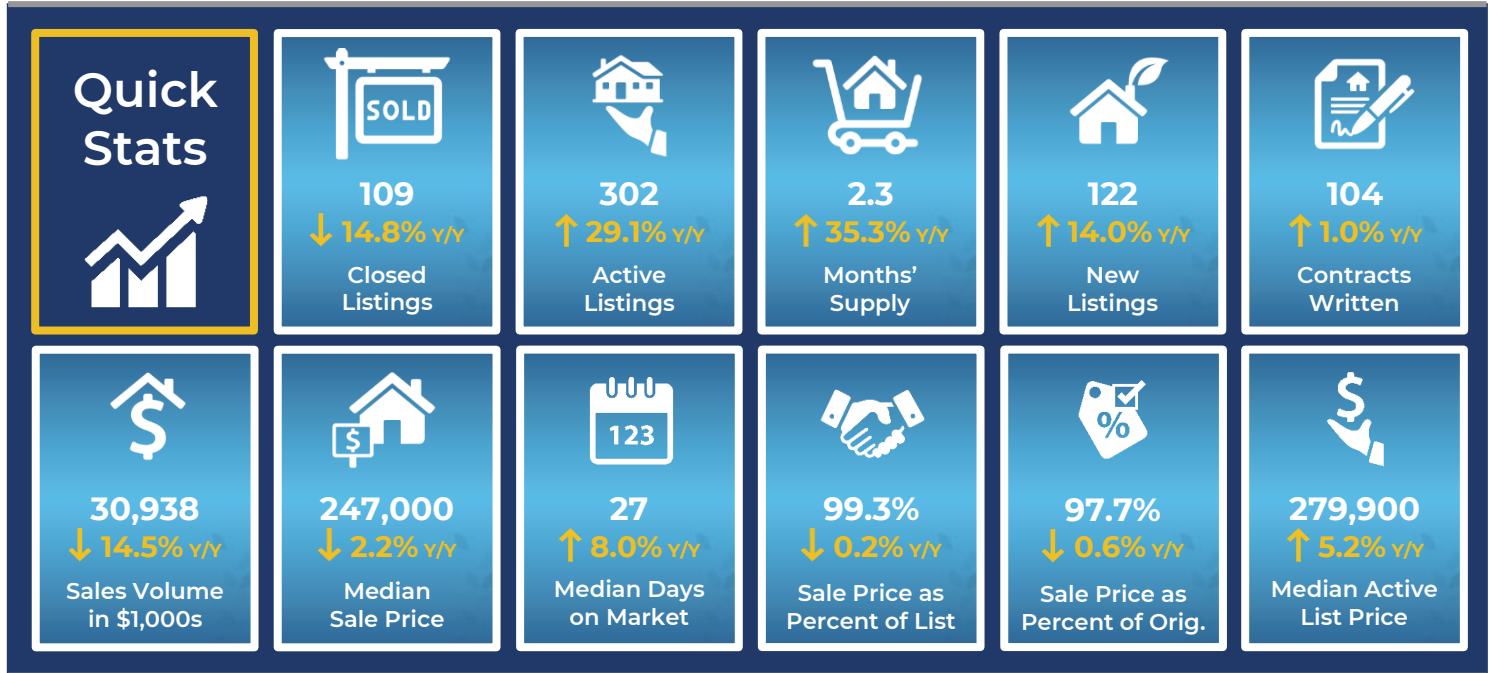 Quick
Stats
SOLD
109
↓ 14.8% Y/Y
Closed
Listings
302
↑ 29.1% Y/Y
Active
Listings
2.3
↑ 35.3% Y/Y
Months’
Supply
122
↑ 14.0% Y/Y
New
Listings
104
↑ 1.0% Y/Y
Contracts
Written
$
30,938
↓ 14.5% Y/Y
Sales Volume
in $1,000s
$
247,000
↓ 2.2% Y/Y
Median
Sale Price
123
27
↑ 8.0% Y/Y
Median Days
on Market
99.3%
↓ 0.2% Y/Y
Sale Price as
Percent of List
%
97.7%
↓ 0.6% Y/Y
Sale Price as
Percent of Orig.
$
279,900
↑ 5.2% Y/Y
Median Active
List Price